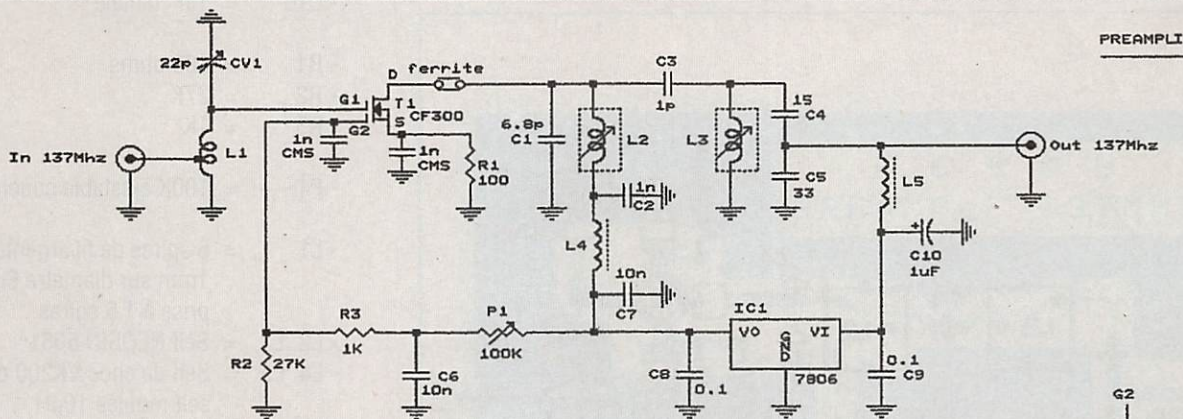 PREAMPLI
22p CV1
D ferrite
C3
1p
G1
T1
CF300
G2
S
1n
CMS
1n
CMS
R1
100
6.8p
C1
L2
L3
15
C4
C5
33
In 137Mhz
L1
Out 137Mhz
1n
C2
L5
L4
C10
1uF
10n
C7
R3
1K
P1
100K
IC1
VO
VI
GND
7806
R2
27K
C6
10n
C8
0.1
0.1
C9
G2